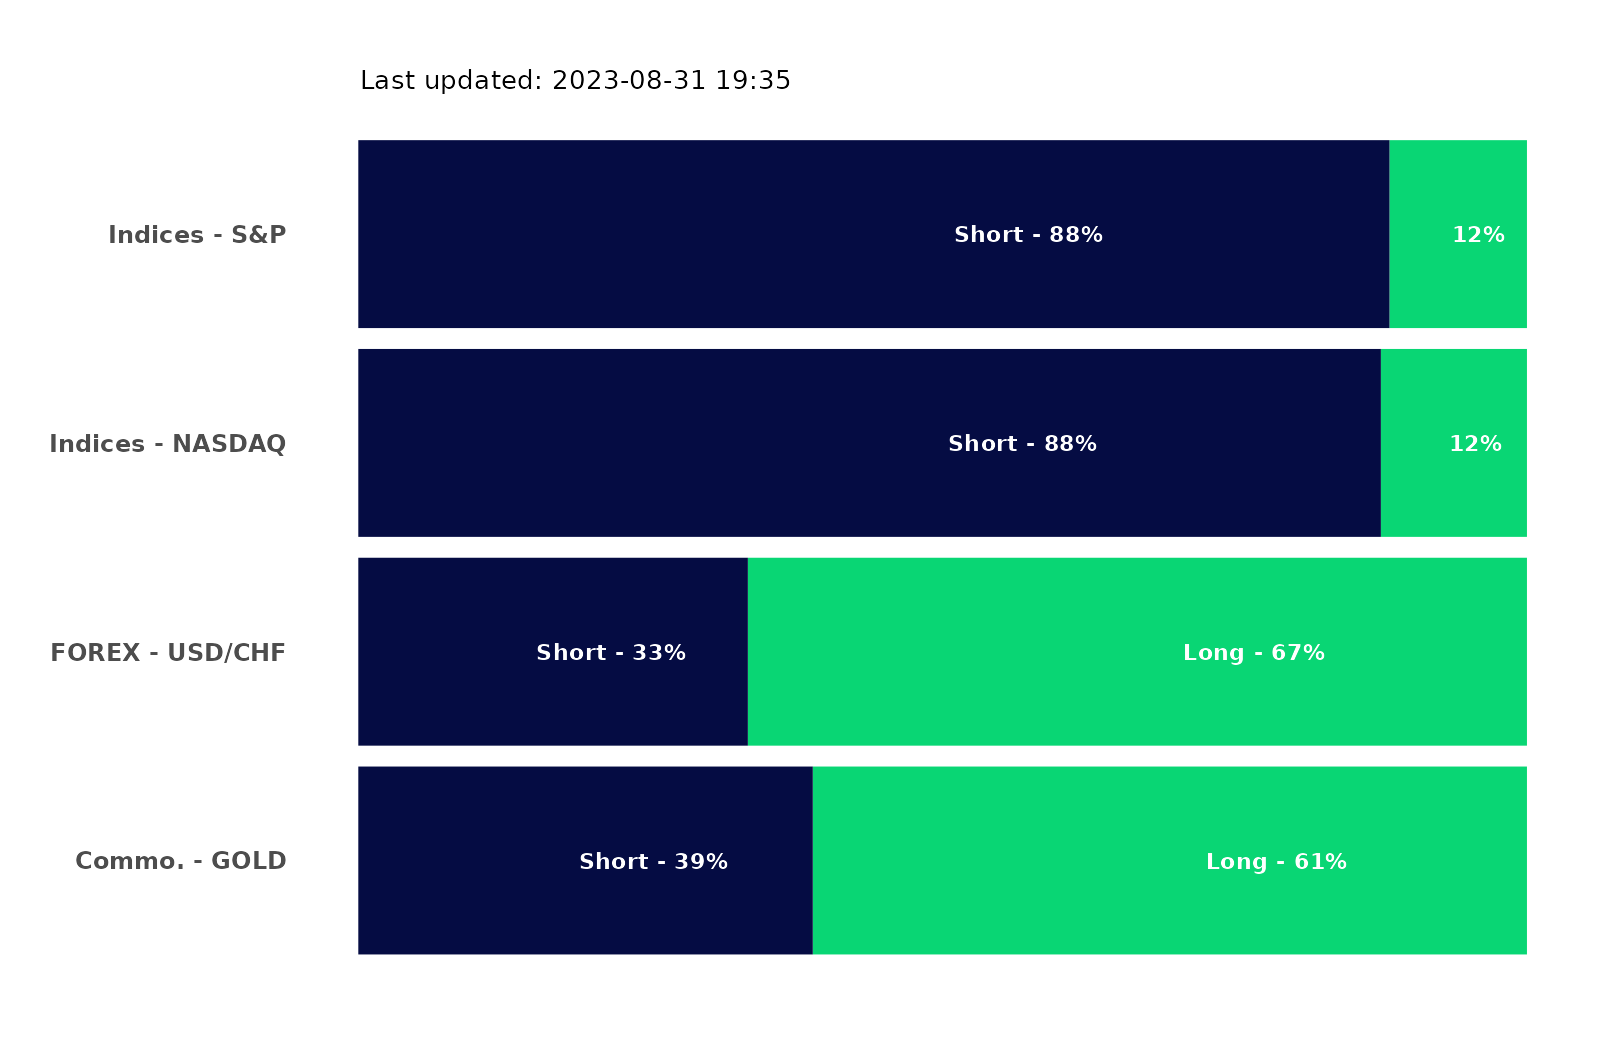 Last updated: 2023-08-31 19:35
Indices - S&P
Short - 88%
12%
Indices - NASDAQ
Short - 88%
12%
FOREX - USD/CHF
Short - 33%
Long - 67%
Commo. - GOLD
Short - 39%
Long - 61%